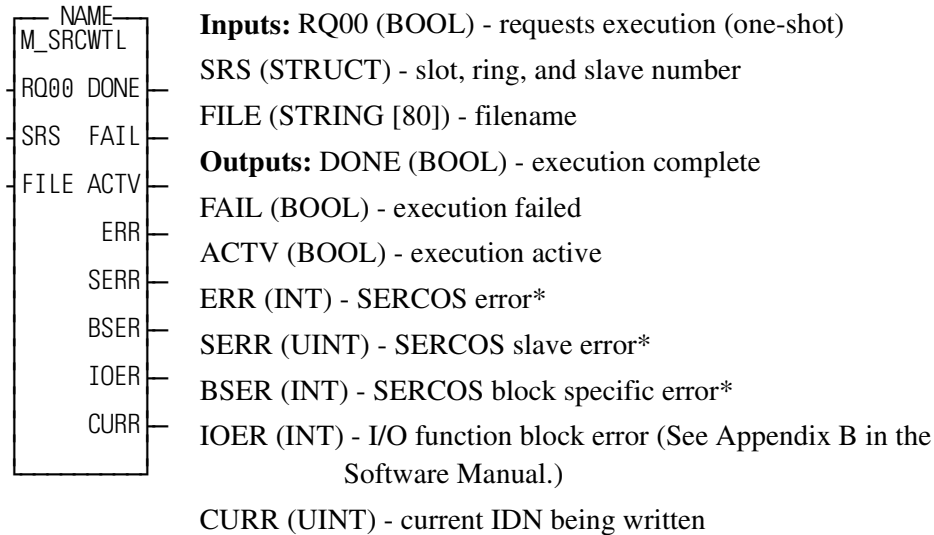 NAME
M_SRCWTL
RQ00 DONE
SRS FAIL
FILE ACTV
ERR
SERR
BSER
IOER
CURR
Inputs: RQ00 (BOOL) - requests execution (one-shot)
SRS (STRUCT) - slot, ring, and slave number
FILE (STRING [80]) - filename
Outputs: DONE (BOOL) - execution complete
FAIL (BOOL) - execution failed
ACTV (BOOL) - execution active
ERR (INT) - SERCOS error*
SERR (UINT) - SERCOS slave error*
BSER (INT) - SERCOS block specific error*
IOER (INT) - I/O function block error (See Appendix B in the
Software Manual.)
CURR (UINT) - current IDN being written